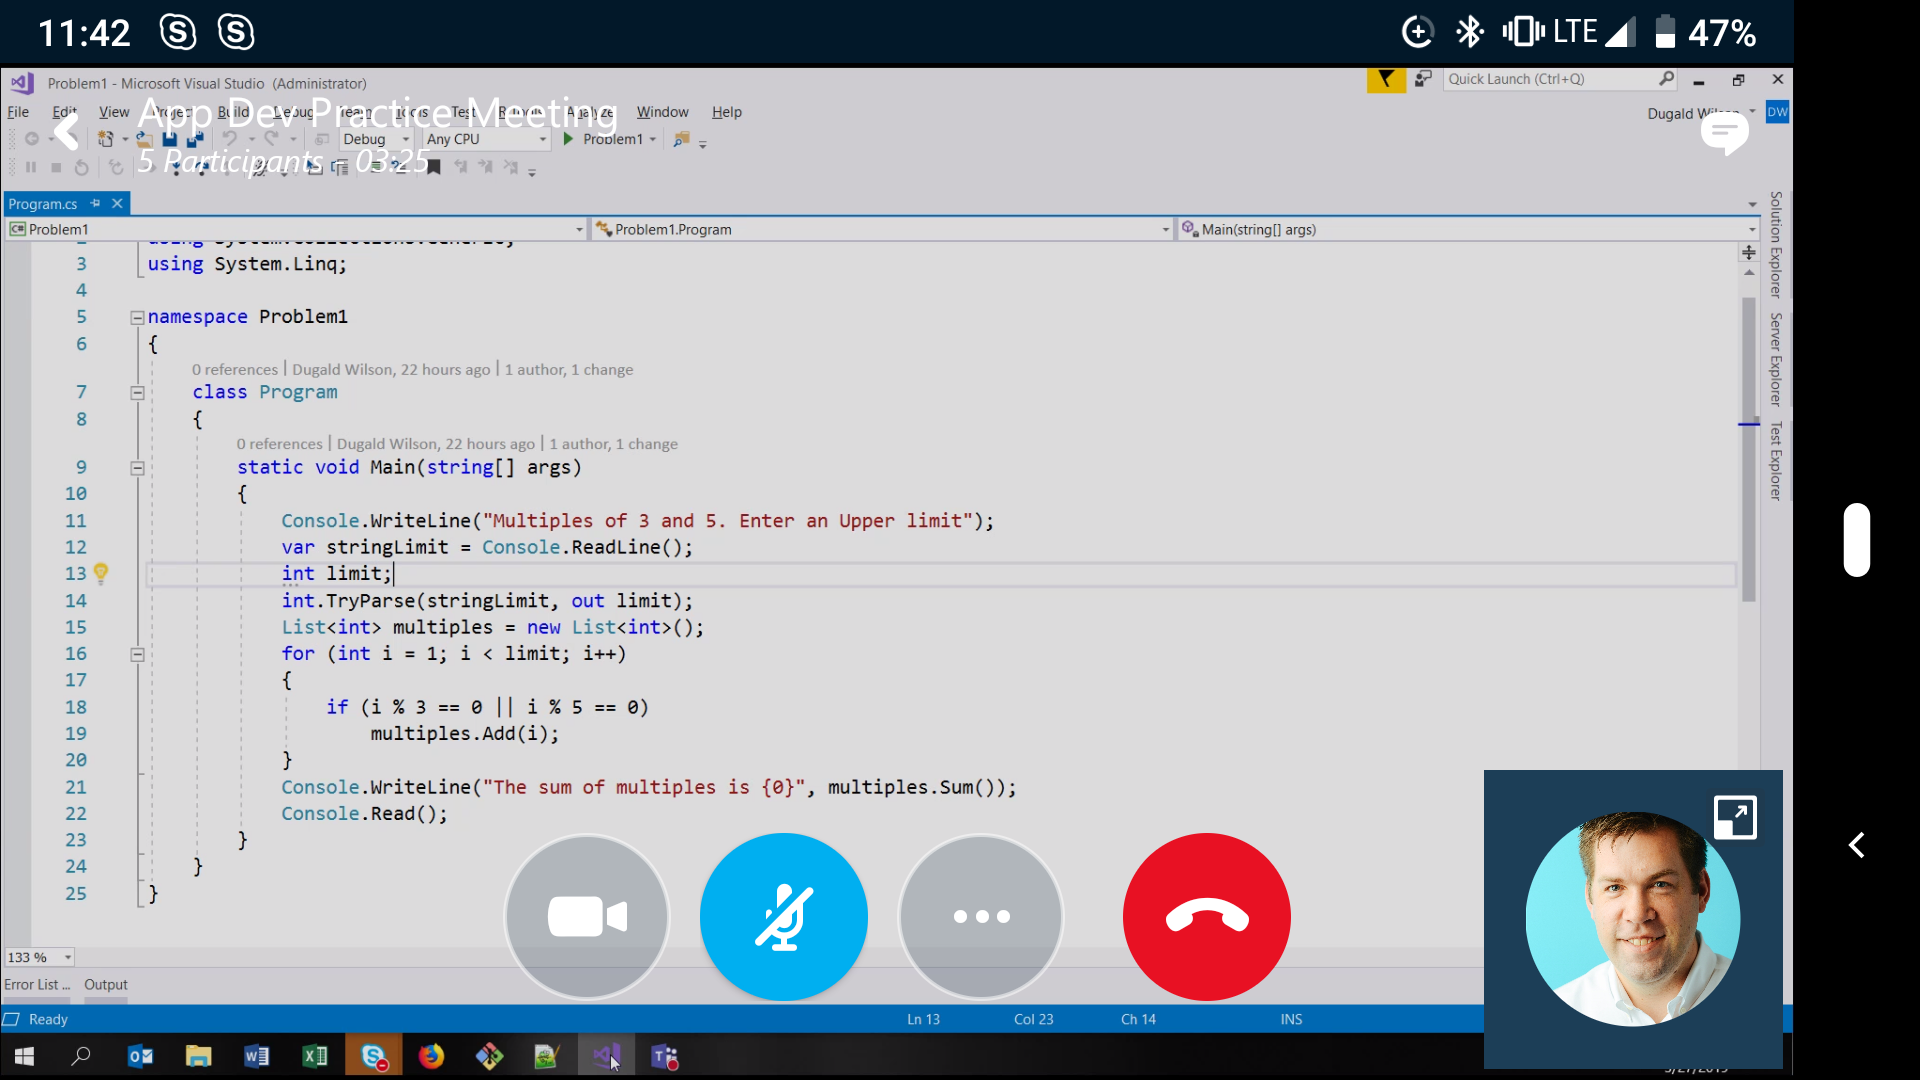 11:42
LTE 47%
Problem1 - Microsoft Visual Studio (Administrator)
Quick Launch (Ctrl+Q)
File Edit View Project Build Debug Team Tools Test Analyze Window Help
App Dev Practice Meeting
Dugald
DW
Debug Any CPU Problem1
5 Participants - 03:25
Program.cs
Problem1 Problem1.Program Main(string[] args)
Solution Explorer
Server Explorer
Test Explorer
3 using System.Linq;
4
5 namespace Problem1
6 {
0 references | Dugald Wilson, 22 hours ago | 1 author, 1 change
7 class Program
8 {
0 references | Dugald Wilson, 22 hours ago | 1 author, 1 change
9 static void Main(string[] args)
10 {
11 Console.WriteLine("Multiples of 3 and 5. Enter an Upper limit");
12 var stringLimit = Console.ReadLine();
13 int limit;
14 int.TryParse(stringLimit, out limit);
15 List<int> multiples = new List<int>();
16 for (int i = 1; i < limit; i++)
17 {
18 if (i % 3 == 0 || i % 5 == 0)
19 multiples.Add(i);
20 }
21 Console.WriteLine("The sum of multiples is {0}", multiples.Sum());
22 Console.Read();
23 }
24 }
25 }
133 %
Error List ... Output
Ready Ln 13 Col 23 Ch 14 INS